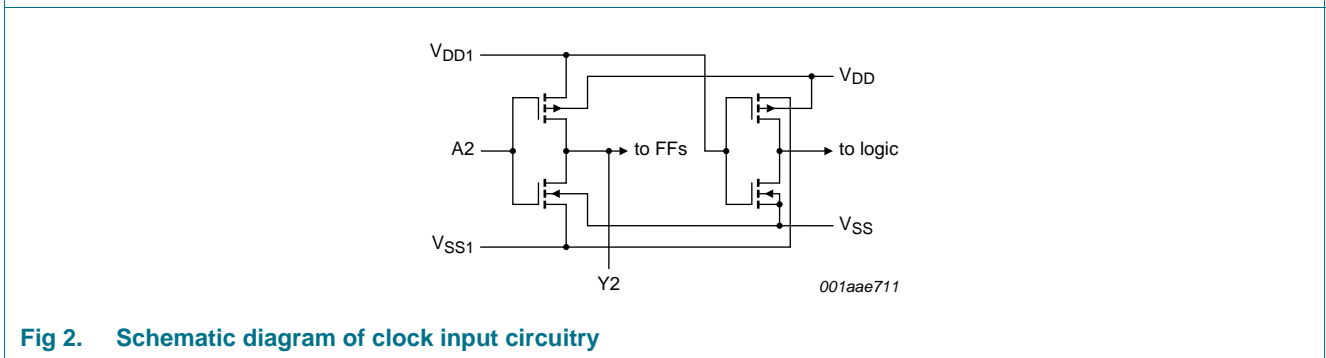 VDD1
VDD
A2
to FFs
to logic
VSS
VSS1
Y2
001aae711
Fig 2. Schematic diagram of clock input circuitry